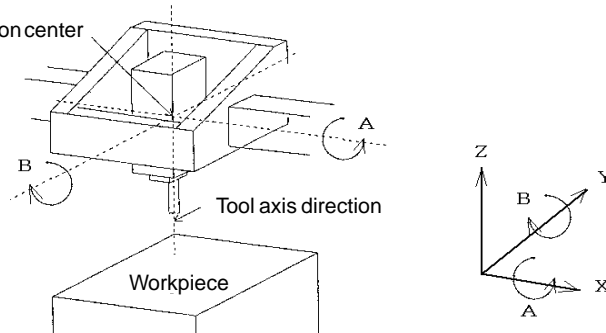 on center
A
B
Tool axis direction
Workpiece
Z
Y
B
X
A